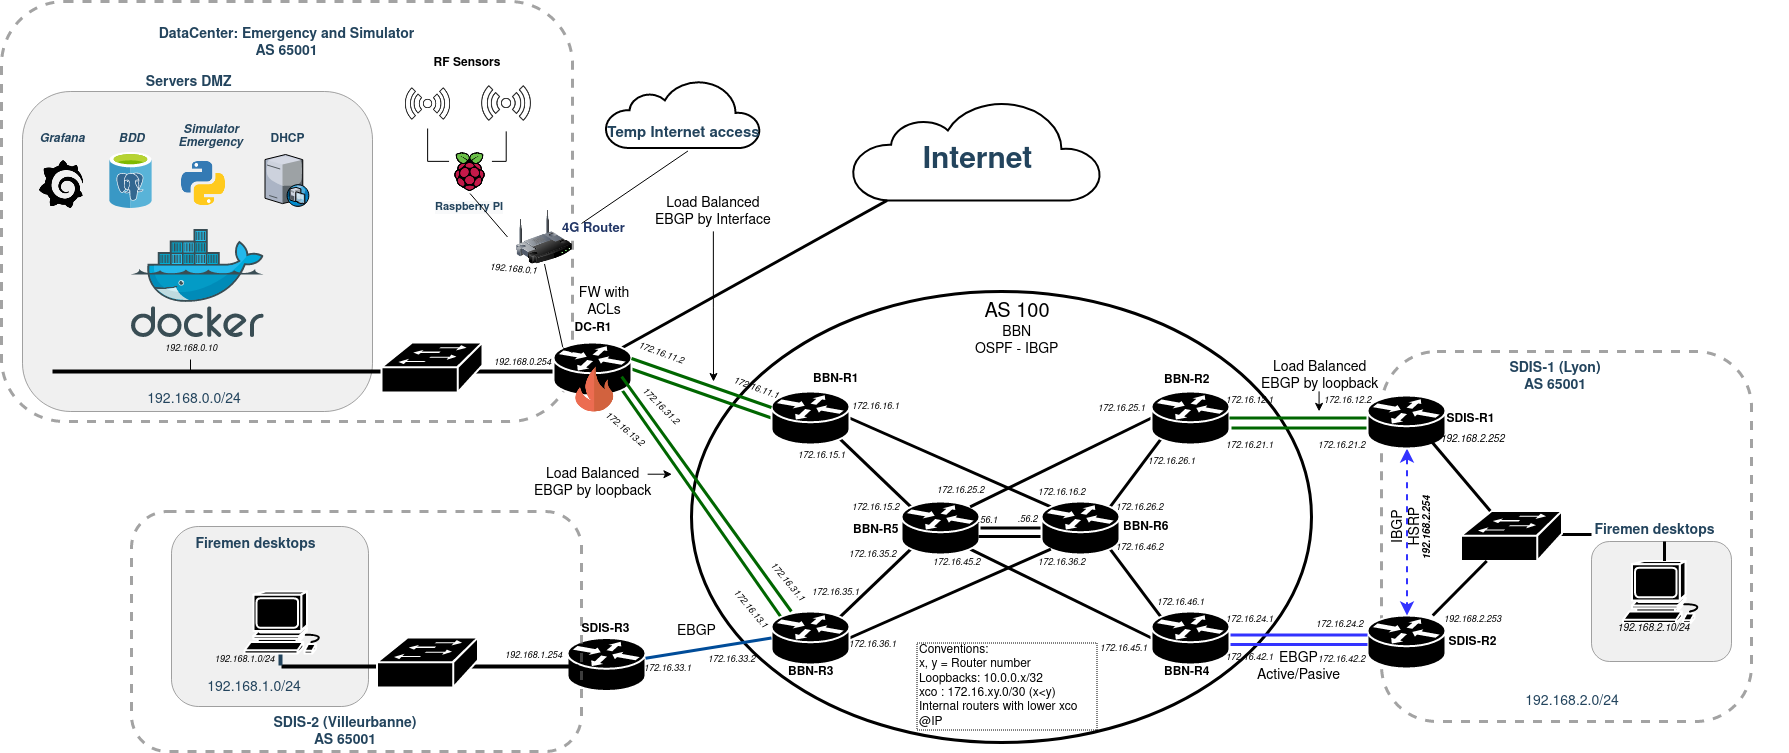 DataCenter: Emergency and Simulator
AS 65001
Servers DMZ
Grafana
BDD
Simulator
Emergency
DHCP
docker
192.168.0.10
192.168.0.0/24
RF Sensors
Raspberry PI
4G Router
192.168.0.1
Temp Internet access
Internet
Load Balanced
EBGP by Interface
FW with
ACLs
DC-R1
192.168.0.254
172.16.11.2
172.16.11.1
172.16.31.2
172.16.13.2
Load Balanced
EBGP by loopback
172.16.31.1
172.16.13.1
AS 100
BBN
OSPF - IBGP
BBN-R1
172.16.16.1
172.16.15.1
BBN-R2
172.16.25.1
172.16.12.1
172.16.21.1
172.16.26.1
172.16.25.2
172.16.16.2
172.16.15.2
BBN-R5
.56.1
.56.2
172.16.26.2
BBN-R6
172.16.46.2
172.16.35.2
172.16.45.2
172.16.36.2
172.16.35.1
172.16.36.1
BBN-R3
172.16.46.1
172.16.45.1
BBN-R4
172.16.24.1
172.16.42.1
Conventions:
x, y = Router number
Loopbacks: 10.0.0.x/32
xco : 172.16.xy.0/30 (x<y)
Internal routers with lower xco
@IP
Load Balanced
EBGP by loopback
172.16.12.2
172.16.21.2
172.16.24.2
172.16.42.2
EBGP
Active/Pasive
SDIS-1 (Lyon)
AS 65001
SDIS-R1
192.168.2.252
IBGP
HSRP
192.168.2.254
192.168.2.253
SDIS-R2
Firemen desktops
192.168.2.10/24
192.168.2.0/24
Firemen desktops
192.168.1.0/24
192.168.1.0/24
SDIS-2 (Villeurbanne)
AS 65001
192.168.1.254
SDIS-R3
EBGP
172.16.33.1
172.16.33.2